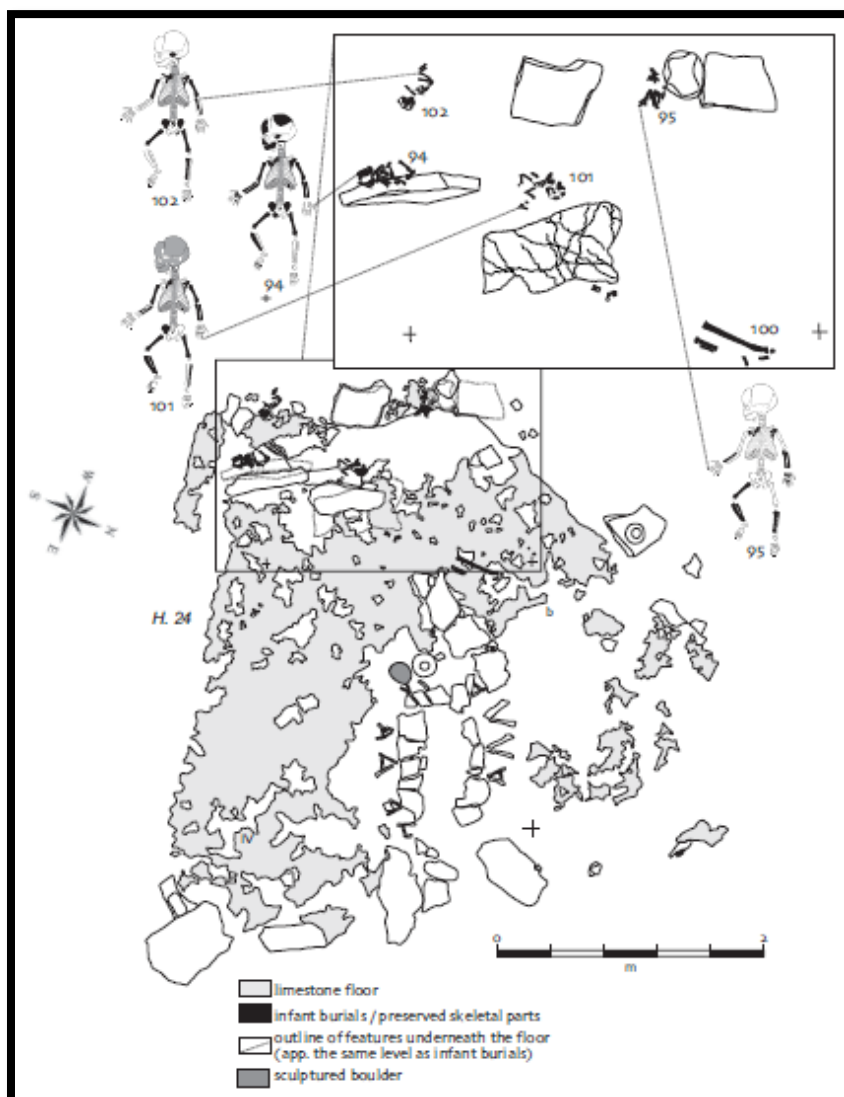 102
95
94
101
102
94
101
100
95
W
S
N
E
H. 24
b
IV
0 2
m
limestone floor
infant burials / preserved skeletal parts
outline of features underneath the floor
(app. the same level as infant burials)
sculptured boulder